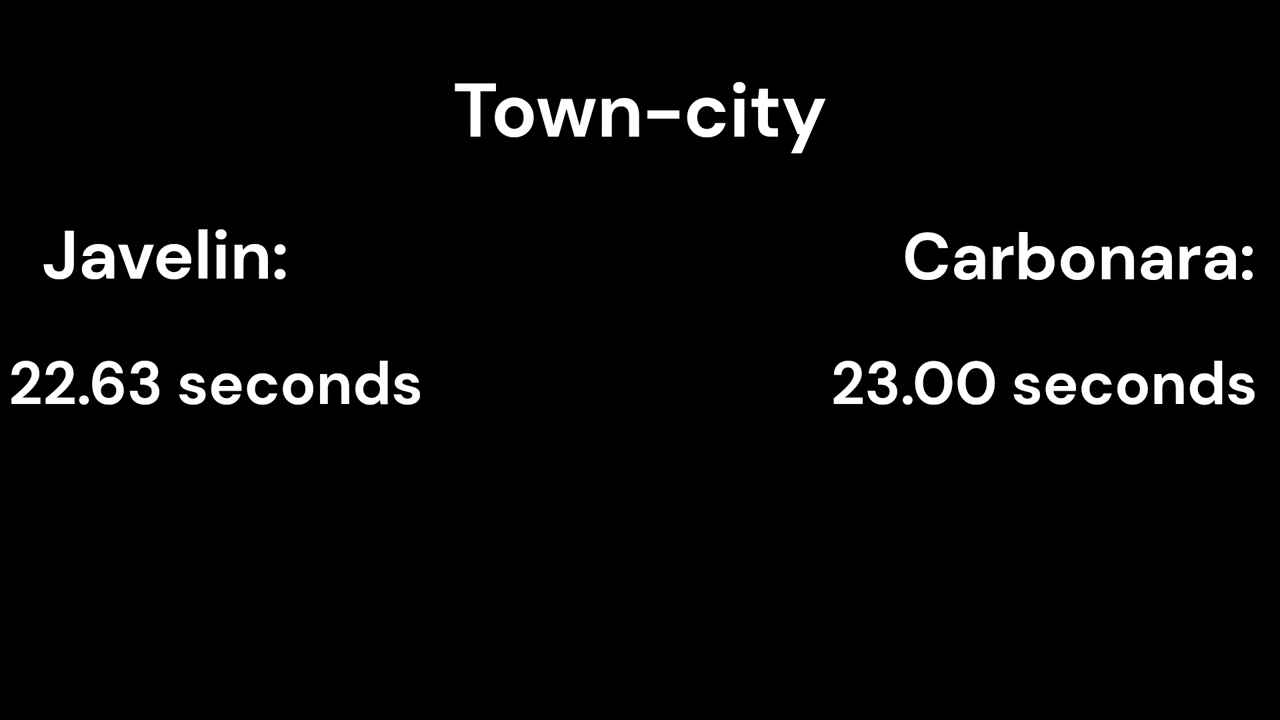 Town-city
Javelin:
Carbonara:
22.63 seconds
23.00 seconds